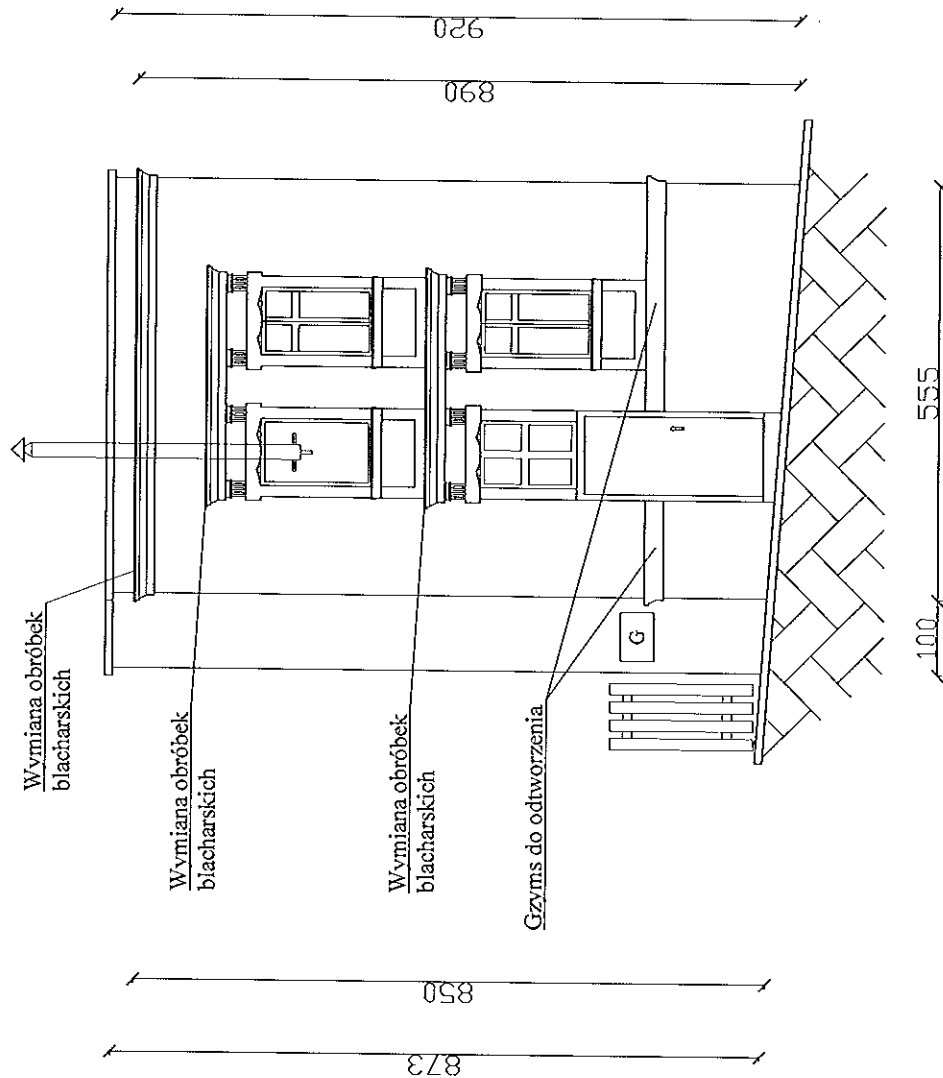 Wymiana obróbek
blacharskich
Wymiana obróbek
blacharskich
Wymiana obróbek
blacharskich
Gzyms do odtworzenia
G
920
890
555
100
850
873